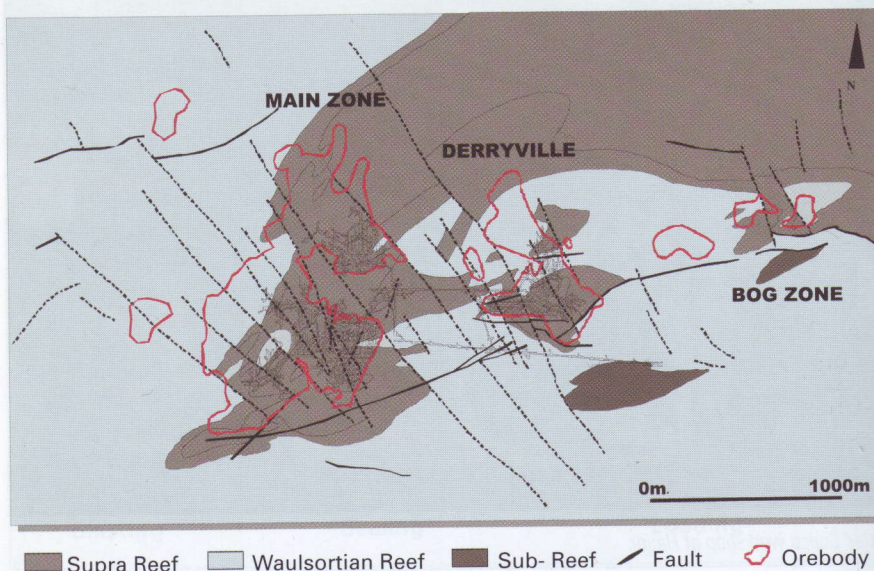 N
MAIN ZONE
DERRYVILLE
BOG ZONE
0m. 1000m
Supra Reef Waulsortian Reef Sub- Reef Fault Orebody